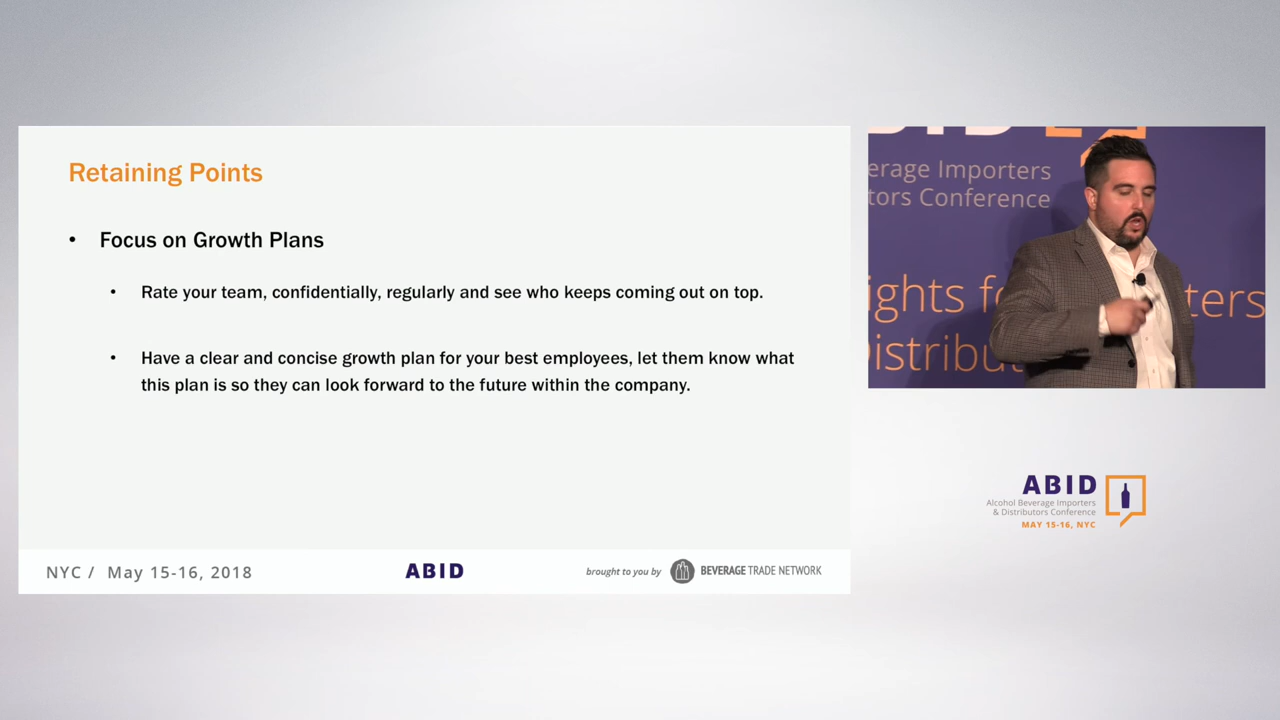 Retaining Points
• Focus on Growth Plans
• Rate your team, confidentially, regularly and see who keeps coming out on top.
• Have a clear and concise growth plan for your best employees, let them know what
this plan is so they can look forward to the future within the company.
NYC / May 15-16, 2018
ABID
brought to you by
BEVERAGE TRADE NETWORK
erage Importers
tors Conference
ights f
ters
istribu
ABID
Alcohol Beverage Importers
& Distributors Conference
MAY 15-16, NYC